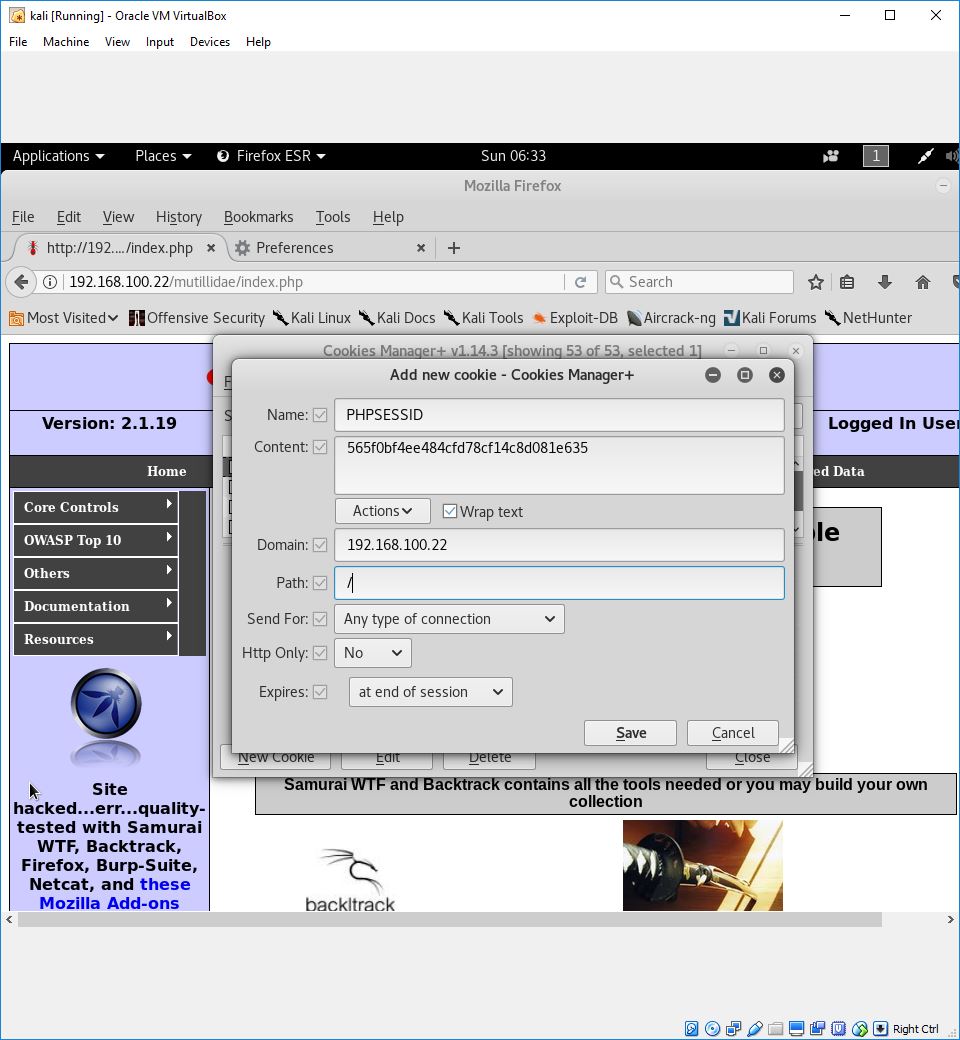 kali [Running] - Oracle VM VirtualBox
File Machine View Input Devices Help
Applications Places Firefox ESR Sun 06:33 1
Mozilla Firefox
File Edit View History Bookmarks Tools Help
http://192..../index.php Preferences
192.168.100.22/mutillidae/index.php Search
Most Visited Offensive Security Kali Linux Kali Docs Kali Tools Exploit-DB Aircrack-ng Kali Forums NetHunter
Cookies Manager+ v1.14.3 [showing 53 of 53, selected 1]
Add new cookie - Cookies Manager+
Version: 2.1.19 Logged In User
Home ed Data
Core Controls
OWASP Top 10
Others
Documentation
Resources
Name: PHPSESSID
Content: 565f0bf4ee484cfd78cf14c8d081e635
Actions Wrap text
Domain: 192.168.100.22
Path: /
Send For: Any type of connection
Http Only: No
Expires: at end of session
Save Cancel
New Cookie Edit Delete Close
Site
hacked...err...quality-
tested with Samurai
WTF, Backtrack,
Firefox, Burp-Suite,
Netcat, and these
Mozilla Add-ons
Samurai WTF and Backtrack contains all the tools needed or you may build your own
collection
backltrack
Right Ctrl